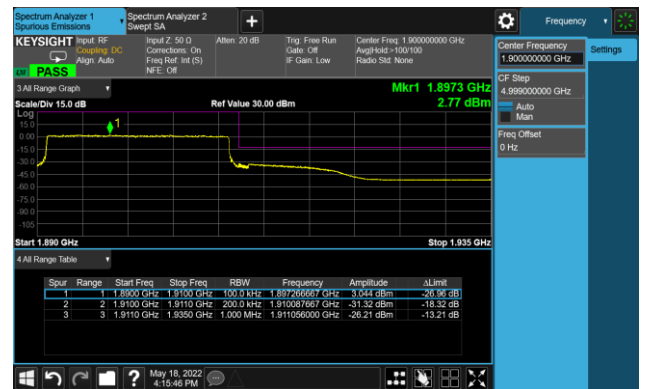 Spectrum Analyzer 1
Spurious Emissions
Spectrum Analyzer 2
Swept SA
Frequency
KEYSIGHT
Input: RF
Coupling: DC
Align: Auto
Input Z: 50 Ω
Corrections: On
Freq Ref: Int (S)
NFE: Off
Atten: 20 dB
Trig: Free Run
Gate: Off
IF Gain: Low
Center Freq: 1.900000000 GHz
Avg|Hold:>100/100
Radio Std: None
PASS
Center Frequency
1.900000000 GHz
Settings
CF Step
4.999000000 GHz
Auto
Man
Freq Offset
0 Hz
3 All Range Graph
Mkr1 1.8973 GHz
Scale/Div 15.0 dB
Ref Value 30.00 dBm
2.77 dBm
Log
15.0
0.00
-15.0
-30.0
-45.0
-60.0
-75.0
-90.0
-105
1
Start 1.890 GHz
Stop 1.935 GHz
4 All Range Table
Spur Range Start Freq Stop Freq RBW Frequency Amplitude ΔLimit
1 1 1.8900 GHz 1.9100 GHz 100.0 kHz 1.897266667 GHz 3.044 dBm -26.96 dB
2 2 1.9100 GHz 1.9110 GHz 200.0 kHz 1.910087667 GHz -31.32 dBm -18.32 dB
3 3 1.9110 GHz 1.9350 GHz 1.000 MHz 1.911056000 GHz -26.21 dBm -13.21 dB
?
May 18, 2022
4:15:46 PM